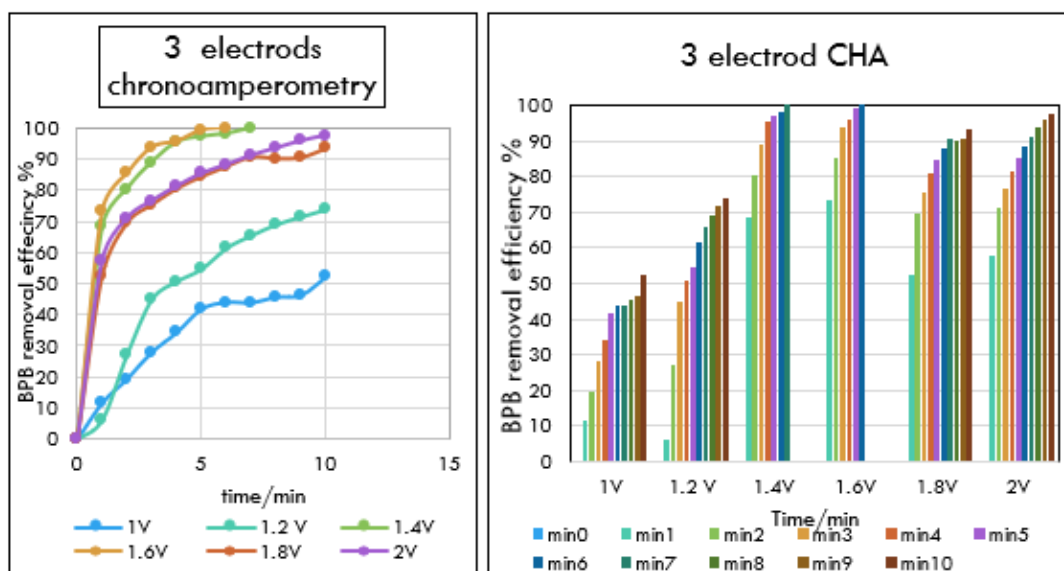 3 electrods
chronoamperometry
BPB removal effeciency %
100
90
80
70
60
50
40
30
20
10
0
0 5 10 15
time/min
1V 1.2 V 1.4V
1.6V 1.8V 2V
3 electrod CHA
BPB removal efficiency %
100
90
80
70
60
50
40
30
20
10
0
1V 1.2 V 1.4V 1.6V 1.8V 2V
Time/min
min0 min1 min2 min3 min4 min5
min6 min7 min8 min9 min10